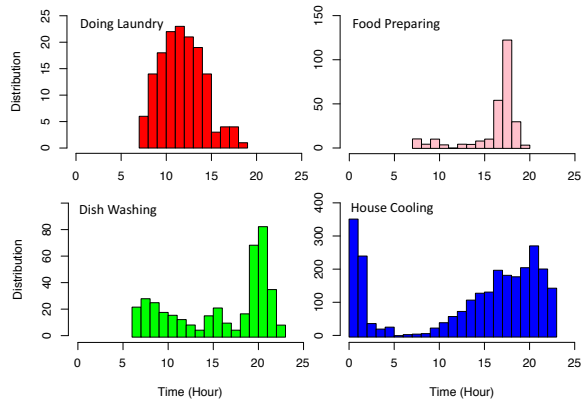 Doing Laundry
Distribution
0 5 10 15 20 25
0 5 10 15 20 25
Food Preparing
0 50 100 150
0 5 10 15 20 25
Dish Washing
Distribution
0 20 40 60 80
0 5 10 15 20 25
Time (Hour)
House Cooling
0 100 200 300 400
0 5 10 15 20 25
Time (Hour)